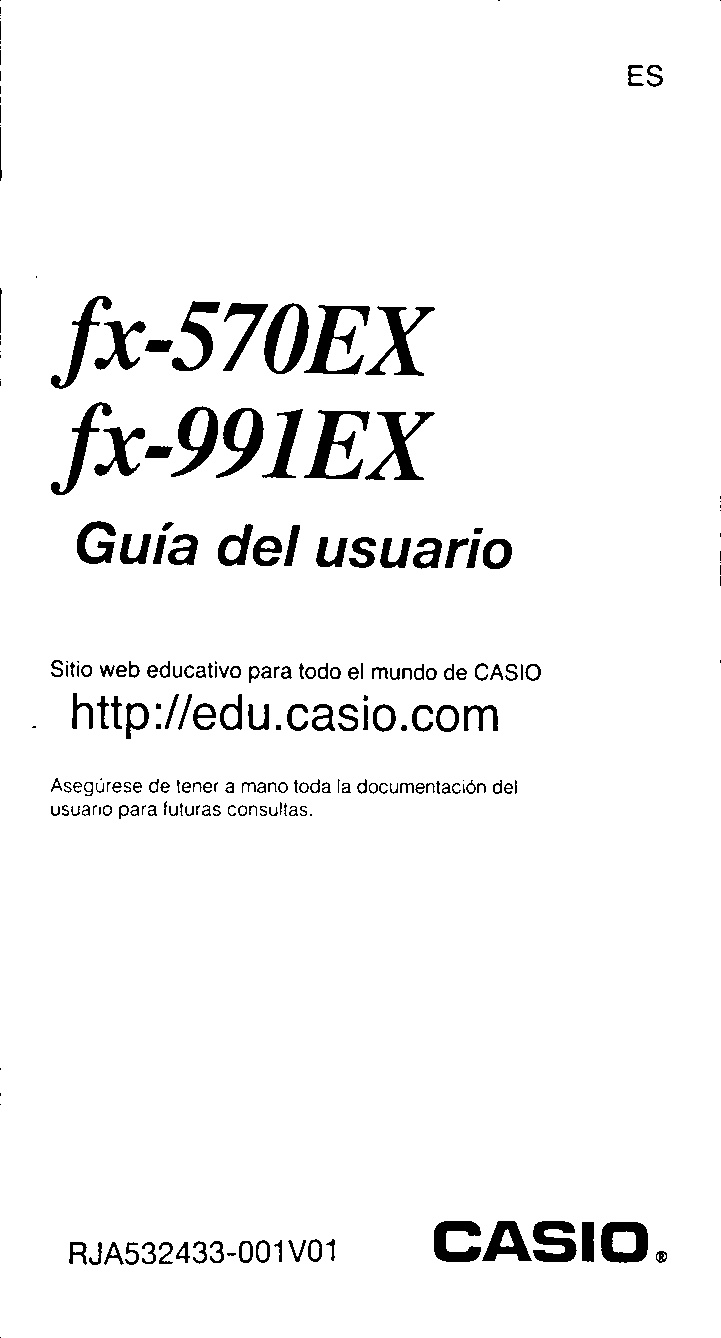 ES
fx-570EX
fx-991EX
Guía del usuario
Sitio web educativo para todo el mundo de CASIO
http://edu.casio.com
Asegúrese de tener a mano toda la documentación del
usuario para futuras consultas.
RJA532433-001V01
CASIO®